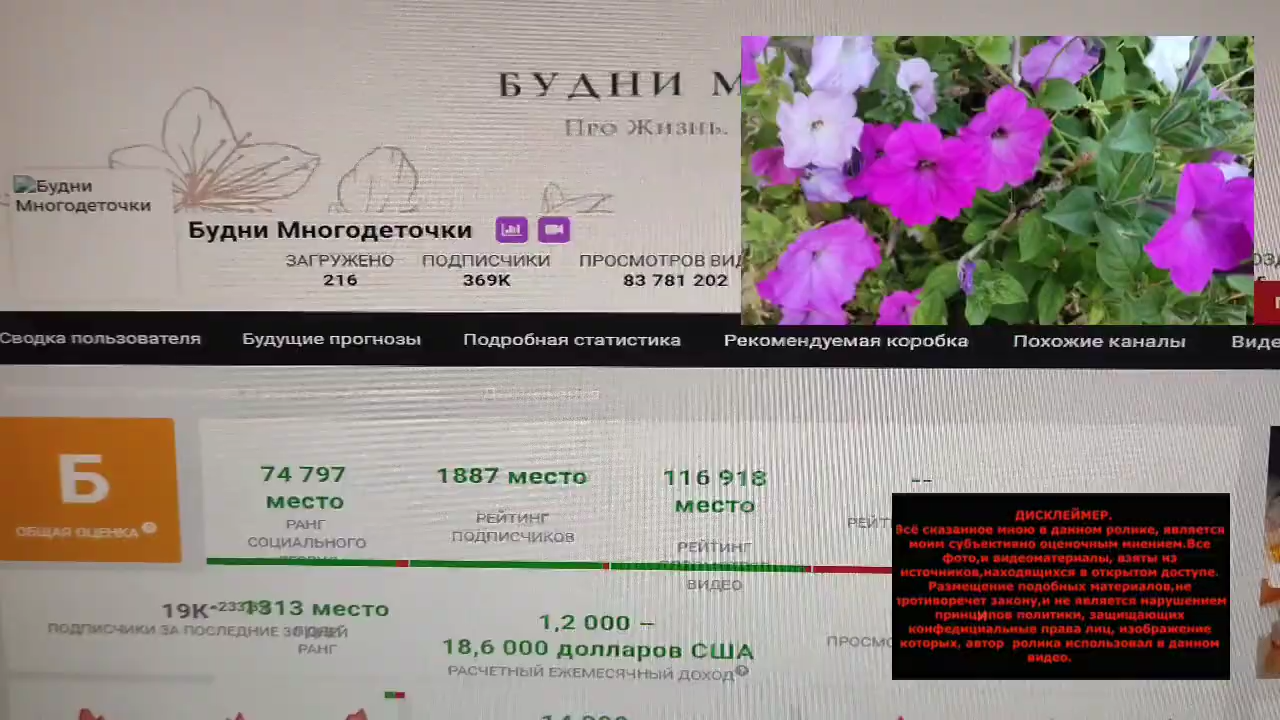 БУДНИ М
Про Жизнь.
Будни
Многодеточки
Будни Многодеточки
ЗАГРУЖЕНО
216
ПОДПИСЧИКИ
369K
ПРОСМОТРОВ ВИД
83 781 202
Сводка пользователя
Будущие прогнозы
Подробная статистика
Рекомендуемая коробка
Похожие каналы
Виде
Б
ОБЩАЯ ОЦЕНКА
74 797
место
РАНГ
СОЦИАЛЬНОГО
1887 место
РЕЙТИНГ
ПОДПИСЧИКОВ
116 918
место
РЕЙТИНГ
ВИДЕО
--
РЕЙТ
19K
ПОДПИСЧИКИ ЗА ПОСЛЕДНИЕ
1313 место
РАНГ
1,2 000 –
18,6 000 долларов США
РАСЧЕТНЫЙ ЕЖЕМЕСЯЧНЫЙ ДОХОД
ПРОСМО
ДИСКЛЕЙМЕР.
Всё сказанное мною в данном ролике, является
моим субъективно оценочным мнением.Все
фото,и видеоматериалы, взяты из
источников,находящихся в открытом доступе.
Размещение подобных материалов,не
противоречет закону,и не является нарушением
принцИпов политики, защищающих
конфедициальные права лиц, изображение
которых, автор ролика использовал в данном
видео.